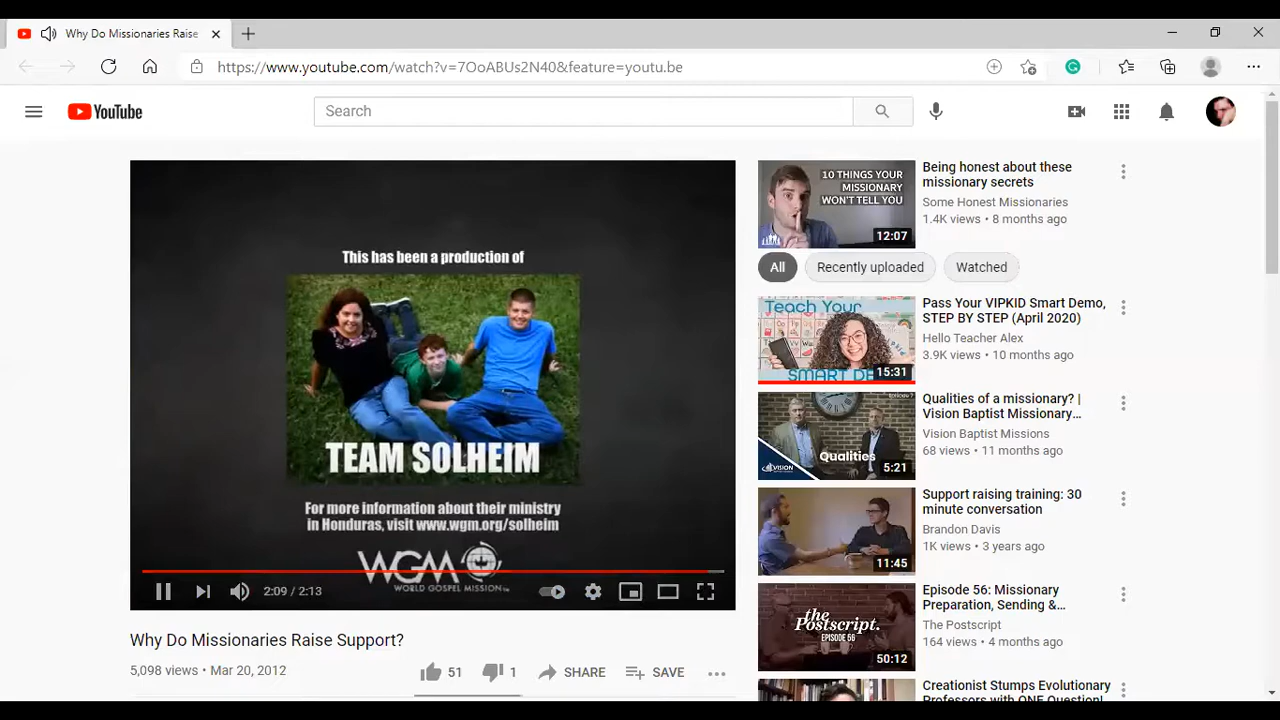 Why Do Missionaries Raise
https://www.youtube.com/watch?v=7OoABUs2N40&feature=youtu.be
YouTube
Search
This has been a production of
TEAM SOLHEIM
For more information about their ministry
in Honduras, visit www.wgm.org/solheim
WGM
WORLD GOSPEL MISSION
2:09 / 2:13
Why Do Missionaries Raise Support?
5,098 views • Mar 20, 2012
51
1
SHARE
SAVE
10 THINGS YOUR
MISSIONARY
WON'T TELL YOU
12:07
Being honest about these
missionary secrets
Some Honest Missionaries
1.4K views • 8 months ago
All
Recently uploaded
Watched
Teach Your
SMART DE
15:31
Pass Your VIPKID Smart Demo,
STEP BY STEP (April 2020)
Hello Teacher Alex
3.9K views • 10 months ago
Qualities
VISION
5:21
Qualities of a missionary? |
Vision Baptist Missionary...
Vision Baptist Missions
68 views • 11 months ago
11:45
Support raising training: 30
minute conversation
Brandon Davis
1K views • 3 years ago
the
Postscript.
EPISODE 56
50:12
Episode 56: Missionary
Preparation, Sending &...
The Postscript
164 views • 4 months ago
Creationist Stumps Evolutionary
Professors with ONE Question!